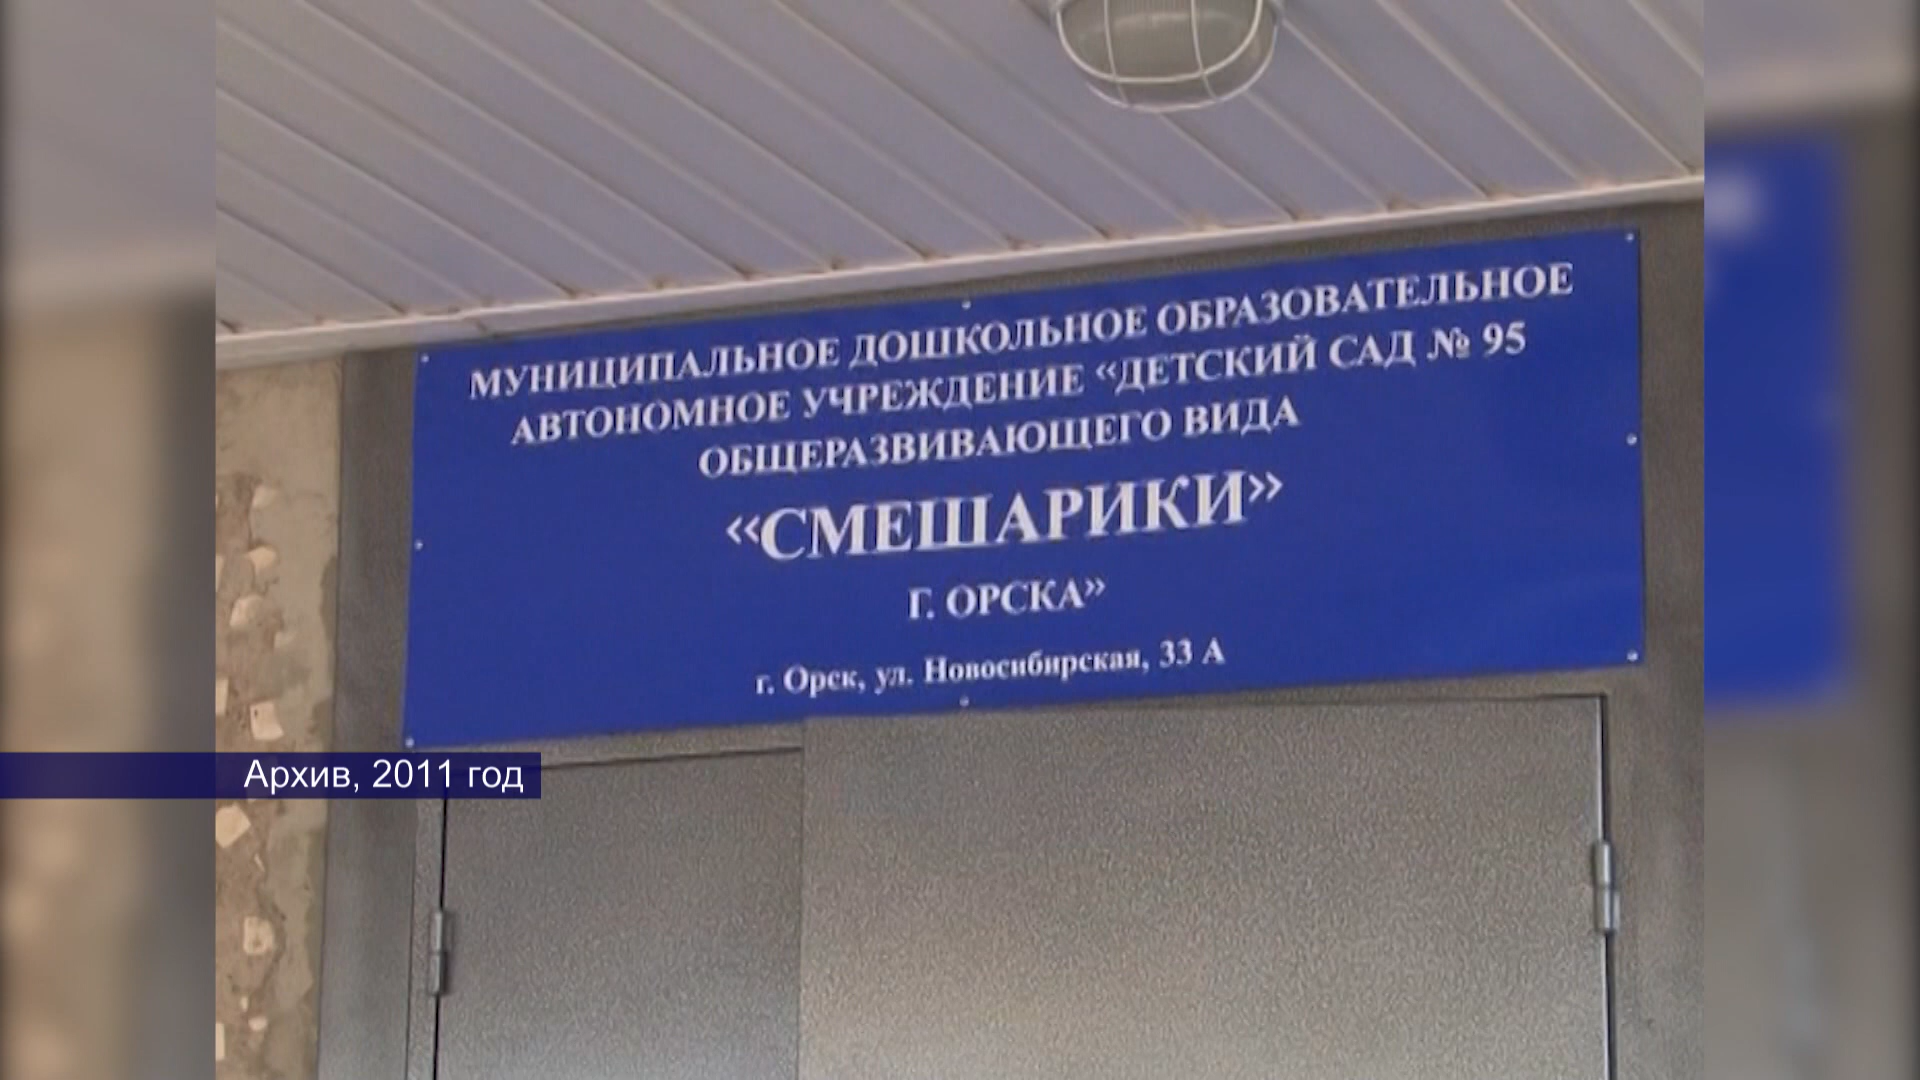 МУНИЦИПАЛЬНОЕ ДОШКОЛЬНОЕ ОБРАЗОВАТЕЛЬНОЕ
АВТОНОМНОЕ УЧРЕЖДЕНИЕ “ДЕТСКИЙ САД № 95
ОБЩЕРАЗВИВАЮЩЕГО ВИДА
“СМЕШАРИКИ”
Г. ОРСКА”
г. Орск, ул. Новосибирская, 33 А
Архив, 2011 год